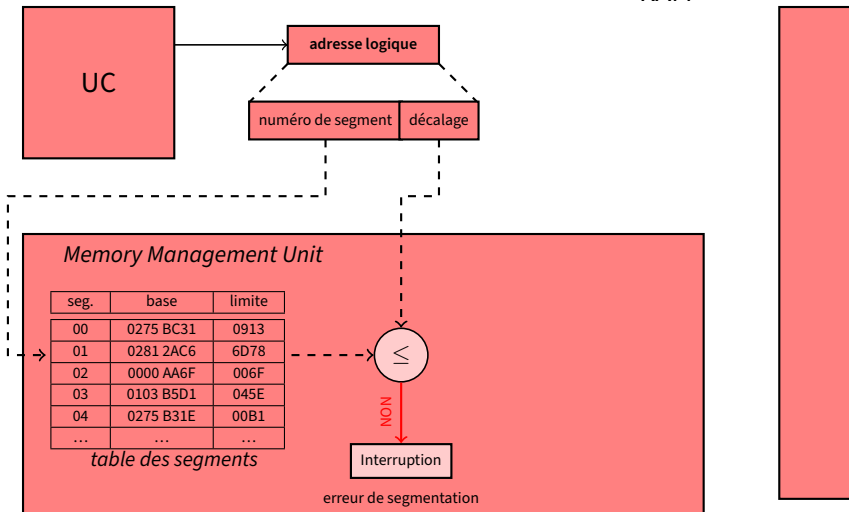 UC
adresse logique
numéro de segment décalage
Memory Management Unit
seg. base limite
00 0275 BC31 0913
01 0281 2AC6 6D78
02 0000 AA6F 006F
03 0103 B5D1 045E
04 0275 B31E 00B1
... ... ...
table des segments
≤
NON
Interruption
erreur de segmentation